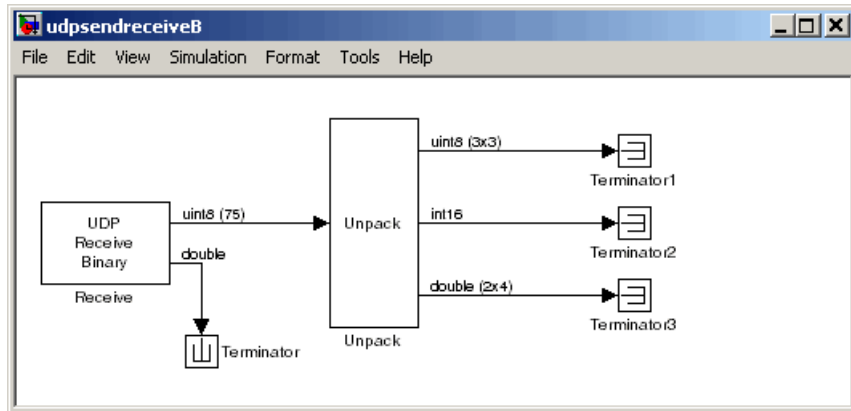 udpsendreceiveB
File Edit View Simulation Format Tools Help
uint8 (3x3)
Terminator1
uint8 (75)
UDP
Receive
Binary
Unpack
int16
double
Terminator2
double (2x4)
Receive
Terminator3
Unpack
Terminator